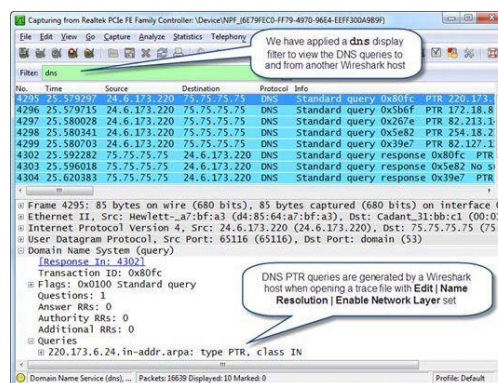 Capturing from Realtek PCIe FE Family Controller: \Device\NPF_{6E79FEC0-FF79-4970-96E4-EEFF300A9B9F}
File Edit View Go Capture Analyze Statistics Telephony
We have applied a dns display
filter to view the DNS queries to
and from another Wireshark host
Filter: dns
No. Time Source Destination Protocol Info
4295 25.579297 24.6.173.220 75.75.75.75 DNS Standard query 0x80fc PTR 220.173.
4296 25.579715 24.6.173.220 75.75.75.75 DNS Standard query 0x5b6f PTR 172.18.8
4297 25.580028 24.6.173.220 75.75.75.75 DNS Standard query 0x267e PTR 82.213.1
4298 25.580341 24.6.173.220 75.75.75.75 DNS Standard query 0x5e82 PTR 254.18.2
4299 25.580703 24.6.173.220 75.75.75.75 DNS Standard query 0x39e7 PTR 82.127.1
4302 25.592282 75.75.75.75 24.6.173.220 DNS Standard query response 0x80fc PTR
4303 25.596018 75.75.75.75 24.6.173.220 DNS Standard query response 0x5e82 No s
4304 25.620383 75.75.75.75 24.6.173.220 DNS Standard query response 0x39e7 PTR
Frame 4295: 85 bytes on wire (680 bits), 85 bytes captured (680 bits) on interface
Ethernet II, Src: Hewlett-_a7:bf:a3 (d4:85:64:a7:bf:a3), Dst: Cadant_31:bb:c1 (00:0
Internet Protocol Version 4, Src: 24.6.173.220 (24.6.173.220), Dst: 75.75.75.75 (75
User Datagram Protocol, Src Port: 65116 (65116), Dst Port: domain (53)
Domain Name System (query)
[Response In: 4302]
Transaction ID: 0x80fc
Flags: 0x0100 Standard query
Questions: 1
Answer RRs: 0
Authority RRs: 0
Additional RRs: 0
Queries
220.173.6.24.in-addr.arpa: type PTR, class IN
DNS PTR queries are generated by a Wireshark
host when opening a trace file with Edit | Name
Resolution | Enable Network Layer set
Domain Name Service (dns), ... Packets: 16639 Displayed: 10 Marked: 0 Profile: Default